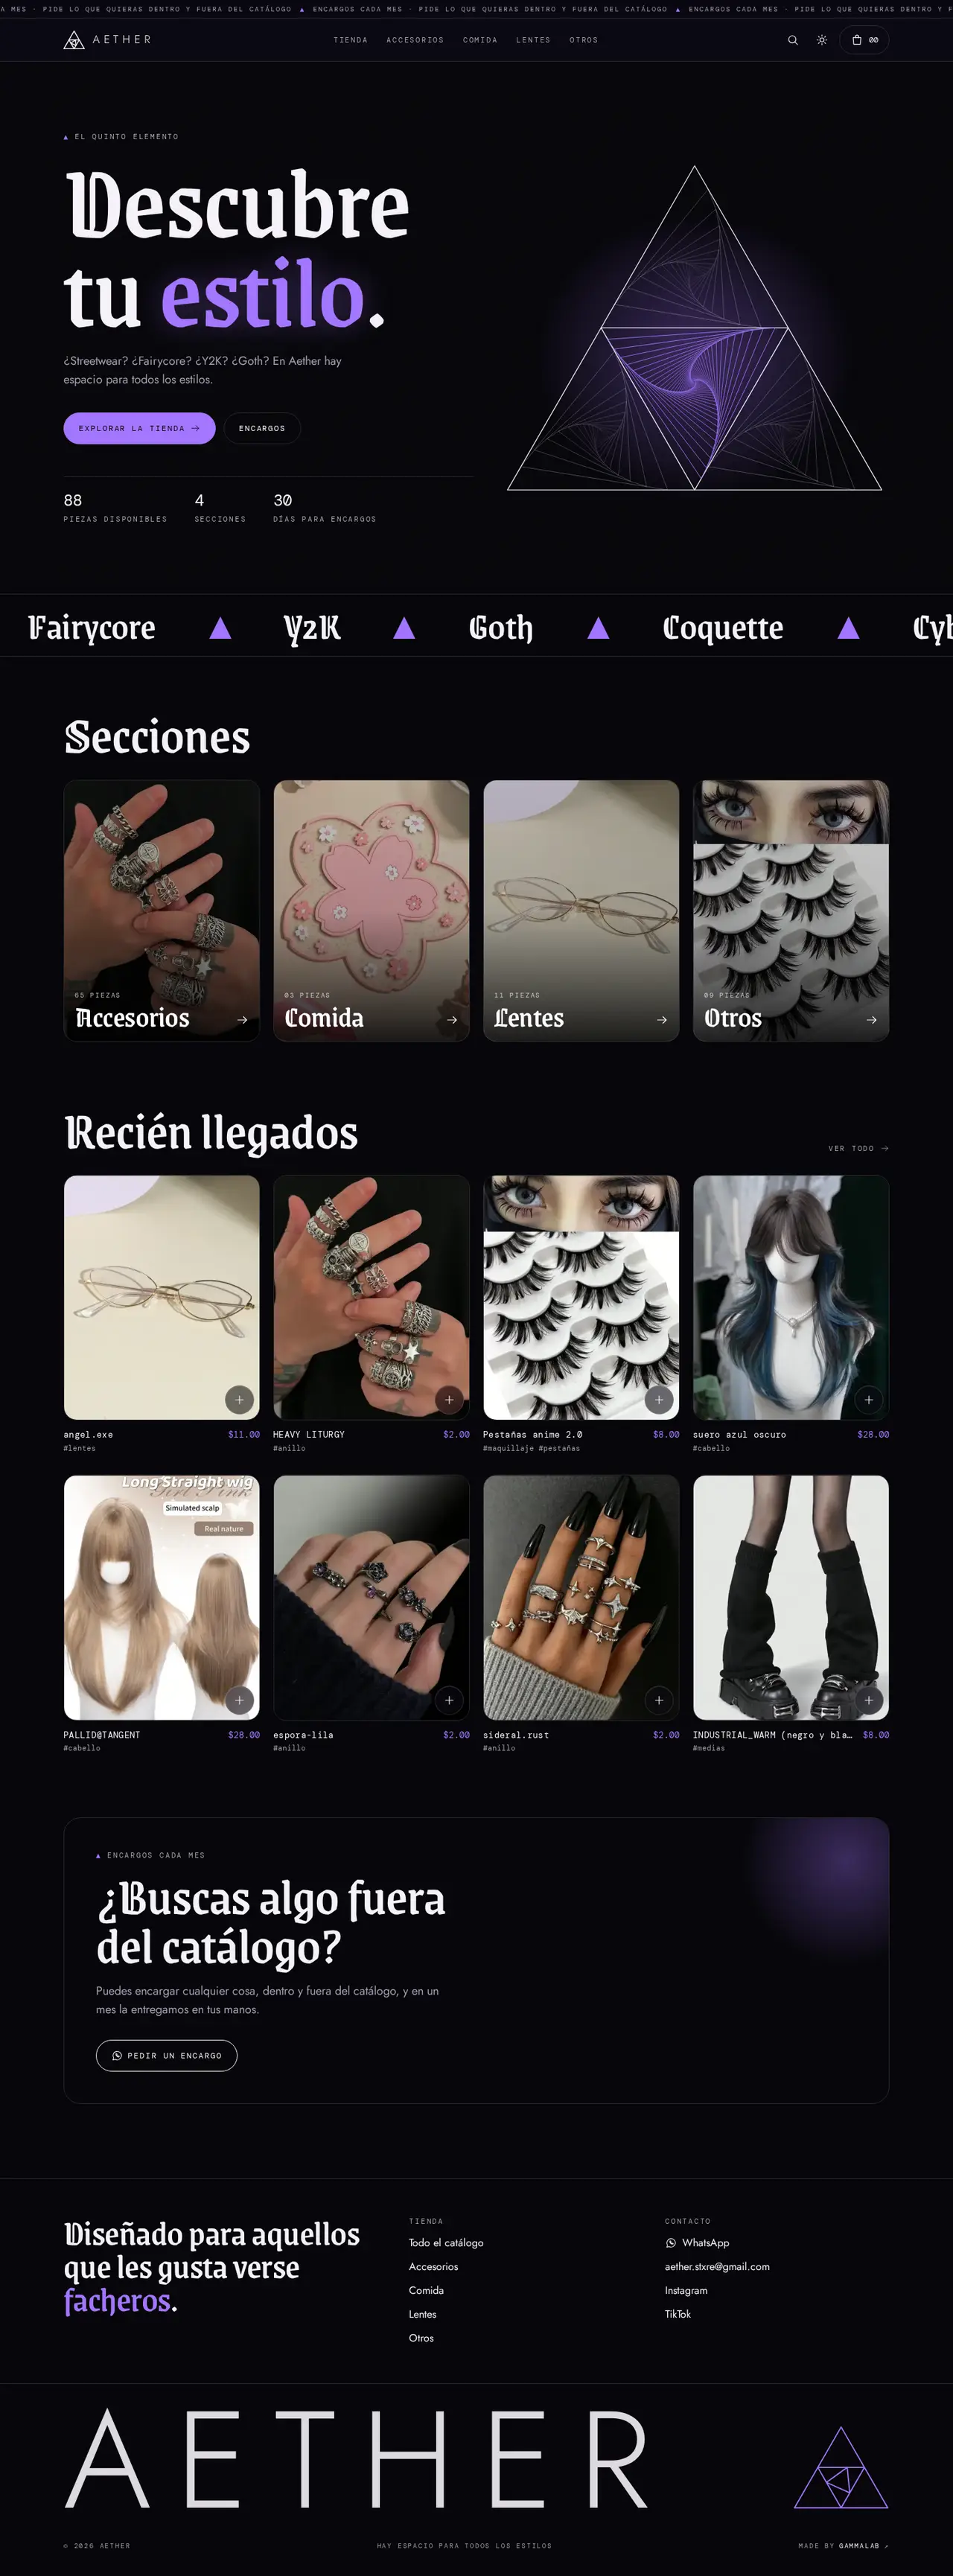 A MES · PIDE LO QUE QUIERAS DENTRO Y FUERA DEL CATÁLOGO ▲ ENCARGOS CADA MES · PIDE LO QUE QUIERAS DENTRO Y FUERA DEL CATÁLOGO ▲ ENCARGOS CADA MES · PIDE LO QUE QUIERAS DENTRO Y F
AETHER
TIENDA ACCESORIOS COMIDA LENTES OTROS
00
▲ EL QUINTO ELEMENTO
Descubre
tu estilo.
¿Streetwear? ¿Fairycore? ¿Y2K? ¿Goth? En Aether hay
espacio para todos los estilos.
EXPLORAR LA TIENDA →
ENCARGOS
88
PIEZAS DISPONIBLES
4
SECCIONES
30
DÍAS PARA ENCARGOS
Fairycore ▲ Y2K ▲ Goth ▲ Coquette ▲ Cyb
Secciones
65 PIEZAS
Accesorios →
03 PIEZAS
Comida →
11 PIEZAS
Lentes →
09 PIEZAS
Otros →
Recién llegados
VER TODO →
angel.exe $11.00
#lentes
HEAVY LITURGY $2.00
#anillo
Pestañas anime 2.0 $8.00
#maquillaje #pestañas
suero azul oscuro $28.00
#cabello
Long Straight wig
Simulated scalp
Real nature
PALLID@TANGENT $28.00
#cabello
espora-lila $2.00
#anillo
sideral.rust $2.00
#anillo
INDUSTRIAL_WARM (negro y bla… $8.00
#medias
▲ ENCARGOS CADA MES
¿Buscas algo fuera
del catálogo?
Puedes encargar cualquier cosa, dentro y fuera del catálogo, y en un
mes la entregamos en tus manos.
PEDIR UN ENCARGO
Diseñado para aquellos
que les gusta verse
facheros.
TIENDA
Todo el catálogo
Accesorios
Comida
Lentes
Otros
CONTACTO
WhatsApp
aether.stxre@gmail.com
Instagram
TikTok
AETHER
© 2026 AETHER
HAY ESPACIO PARA TODOS LOS ESTILOS
MADE BY GAMMALAB ↗